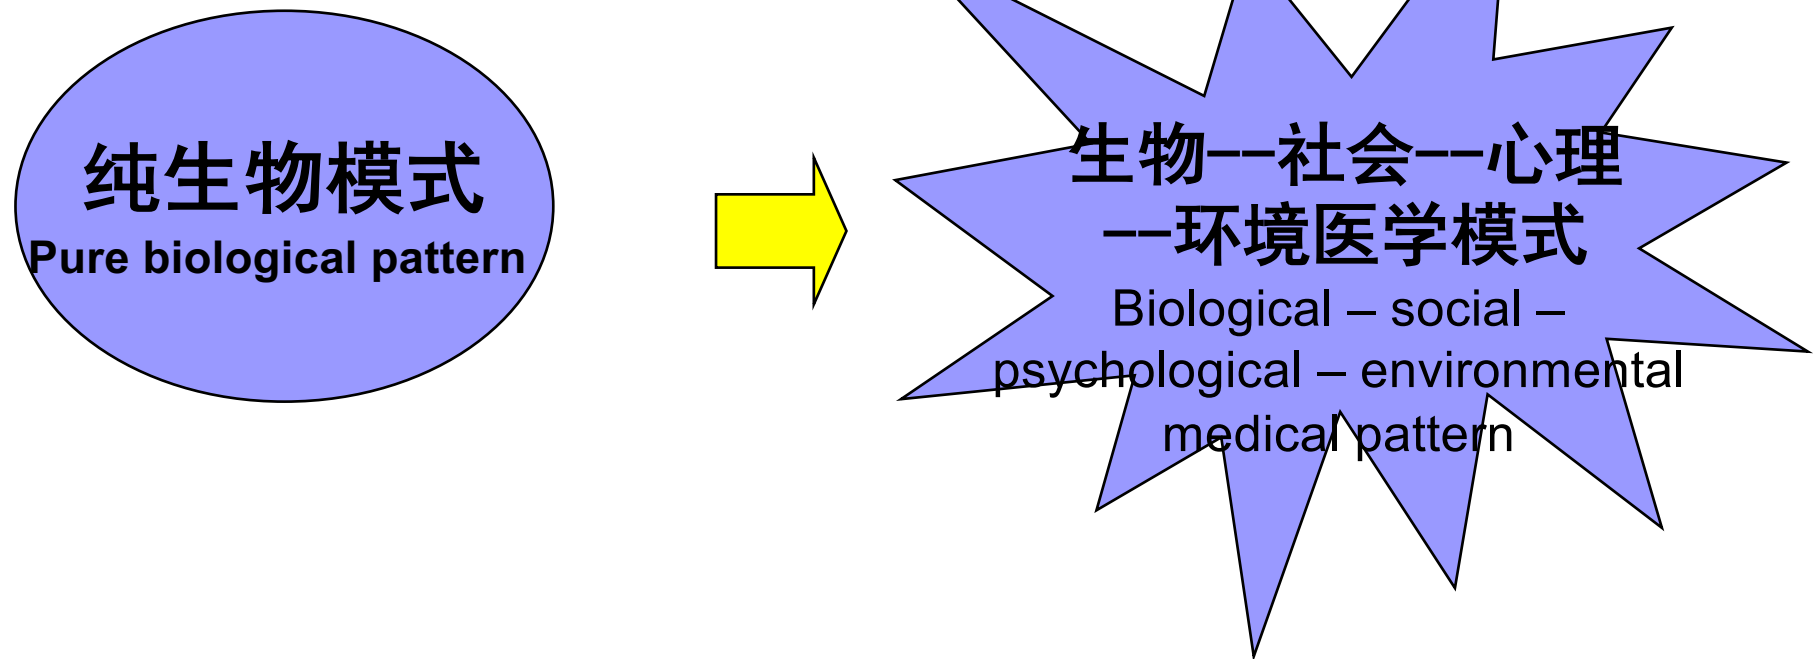 纯生物模式
Pure biological pattern
生物--社会--心理
--环境医学模式
Biological – social –
psychological – environmental
medical pattern